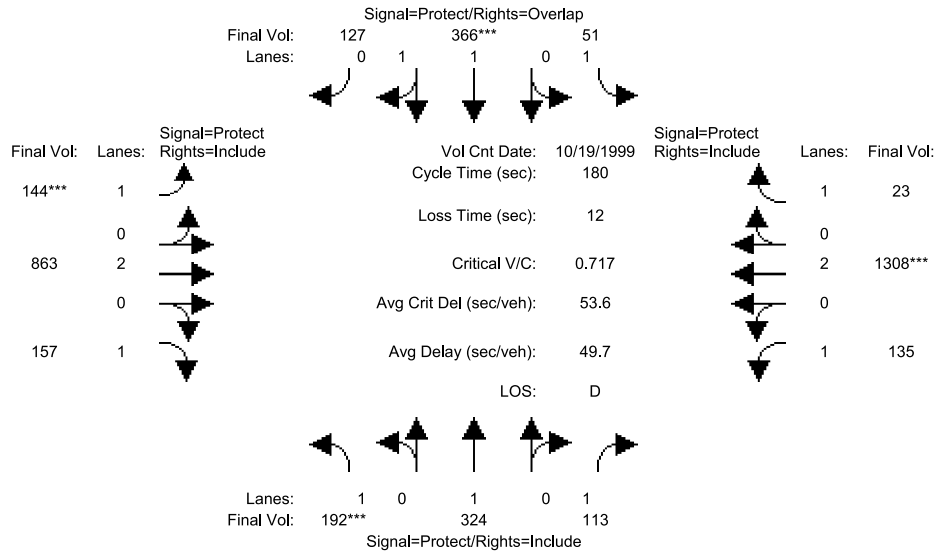 Signal=Protect/Rights=Overlap
Final Vol: 127 366*** 51
Lanes: 0 1 1 0 1
Signal=Protect
Rights=Include
Final Vol: Lanes:
144*** 1
0
863 2
0
157 1
Vol Cnt Date: 10/19/1999
Cycle Time (sec): 180
Loss Time (sec): 12
Critical V/C: 0.717
Avg Crit Del (sec/veh): 53.6
Avg Delay (sec/veh): 49.7
LOS: D
Signal=Protect
Rights=Include
Lanes: Final Vol:
1 23
0
2 1308***
0
1 135
Lanes: 1 0 1 0 1
Final Vol: 192*** 324 113
Signal=Protect/Rights=Include